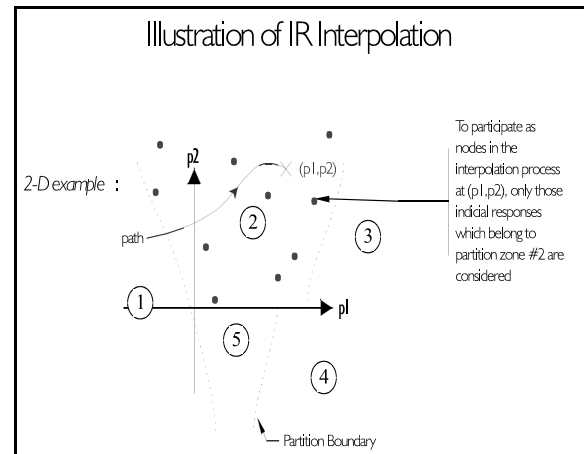 Illustration of IR Interpolation
2-D example :
p2
(p1,p2)
path
2
3
1
p1
5
4
Partition Boundary
To participate as
nodes in the
interpolation process
at (p1,p2), only those
indicial responses
which belong to
partition zone #2 are
considered